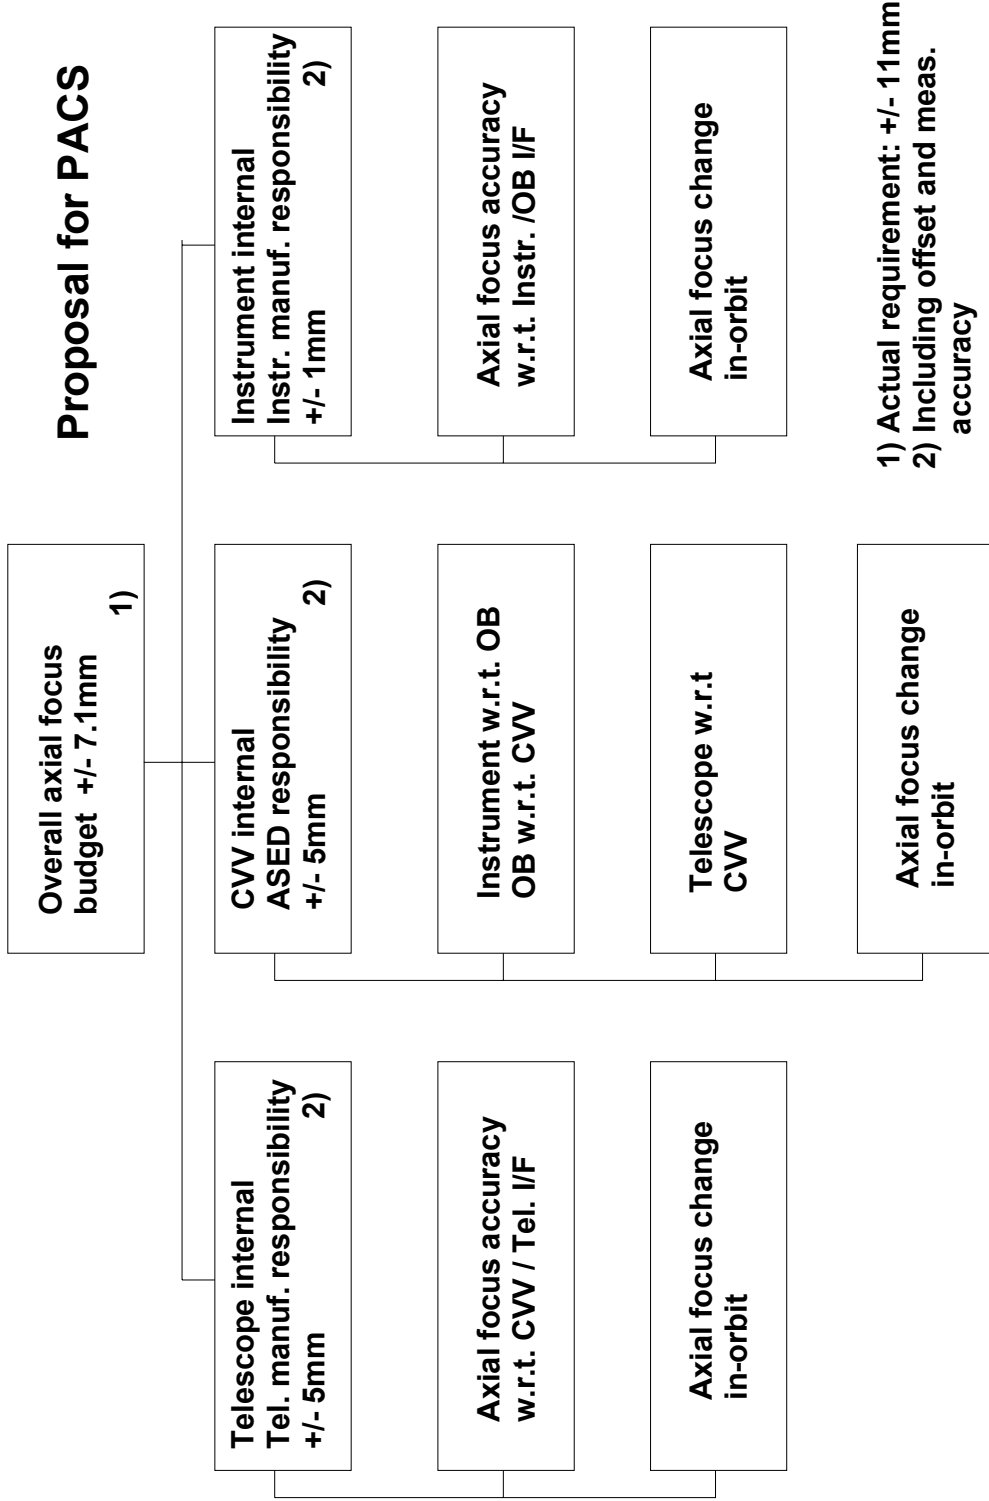 Proposal for PACS
Overall axial focus
budget +/- 7.1mm
1)
Telescope internal
Tel. manuf. responsibility
+/- 5mm
2)
Axial focus accuracy
w.r.t. CVV / Tel. I/F
Axial focus change
in-orbit
CVV internal
ASED responsibility
+/- 5mm
2)
Instrument w.r.t. OB
OB w.r.t. CVV
Telescope w.r.t
CVV
Axial focus change
in-orbit
Instrument internal
Instr. manuf. responsibility
+/- 1mm
2)
Axial focus accuracy
w.r.t. Instr. /OB I/F
Axial focus change
in-orbit
1) Actual requirement: +/- 11mm
2) Including offset and meas.
accuracy